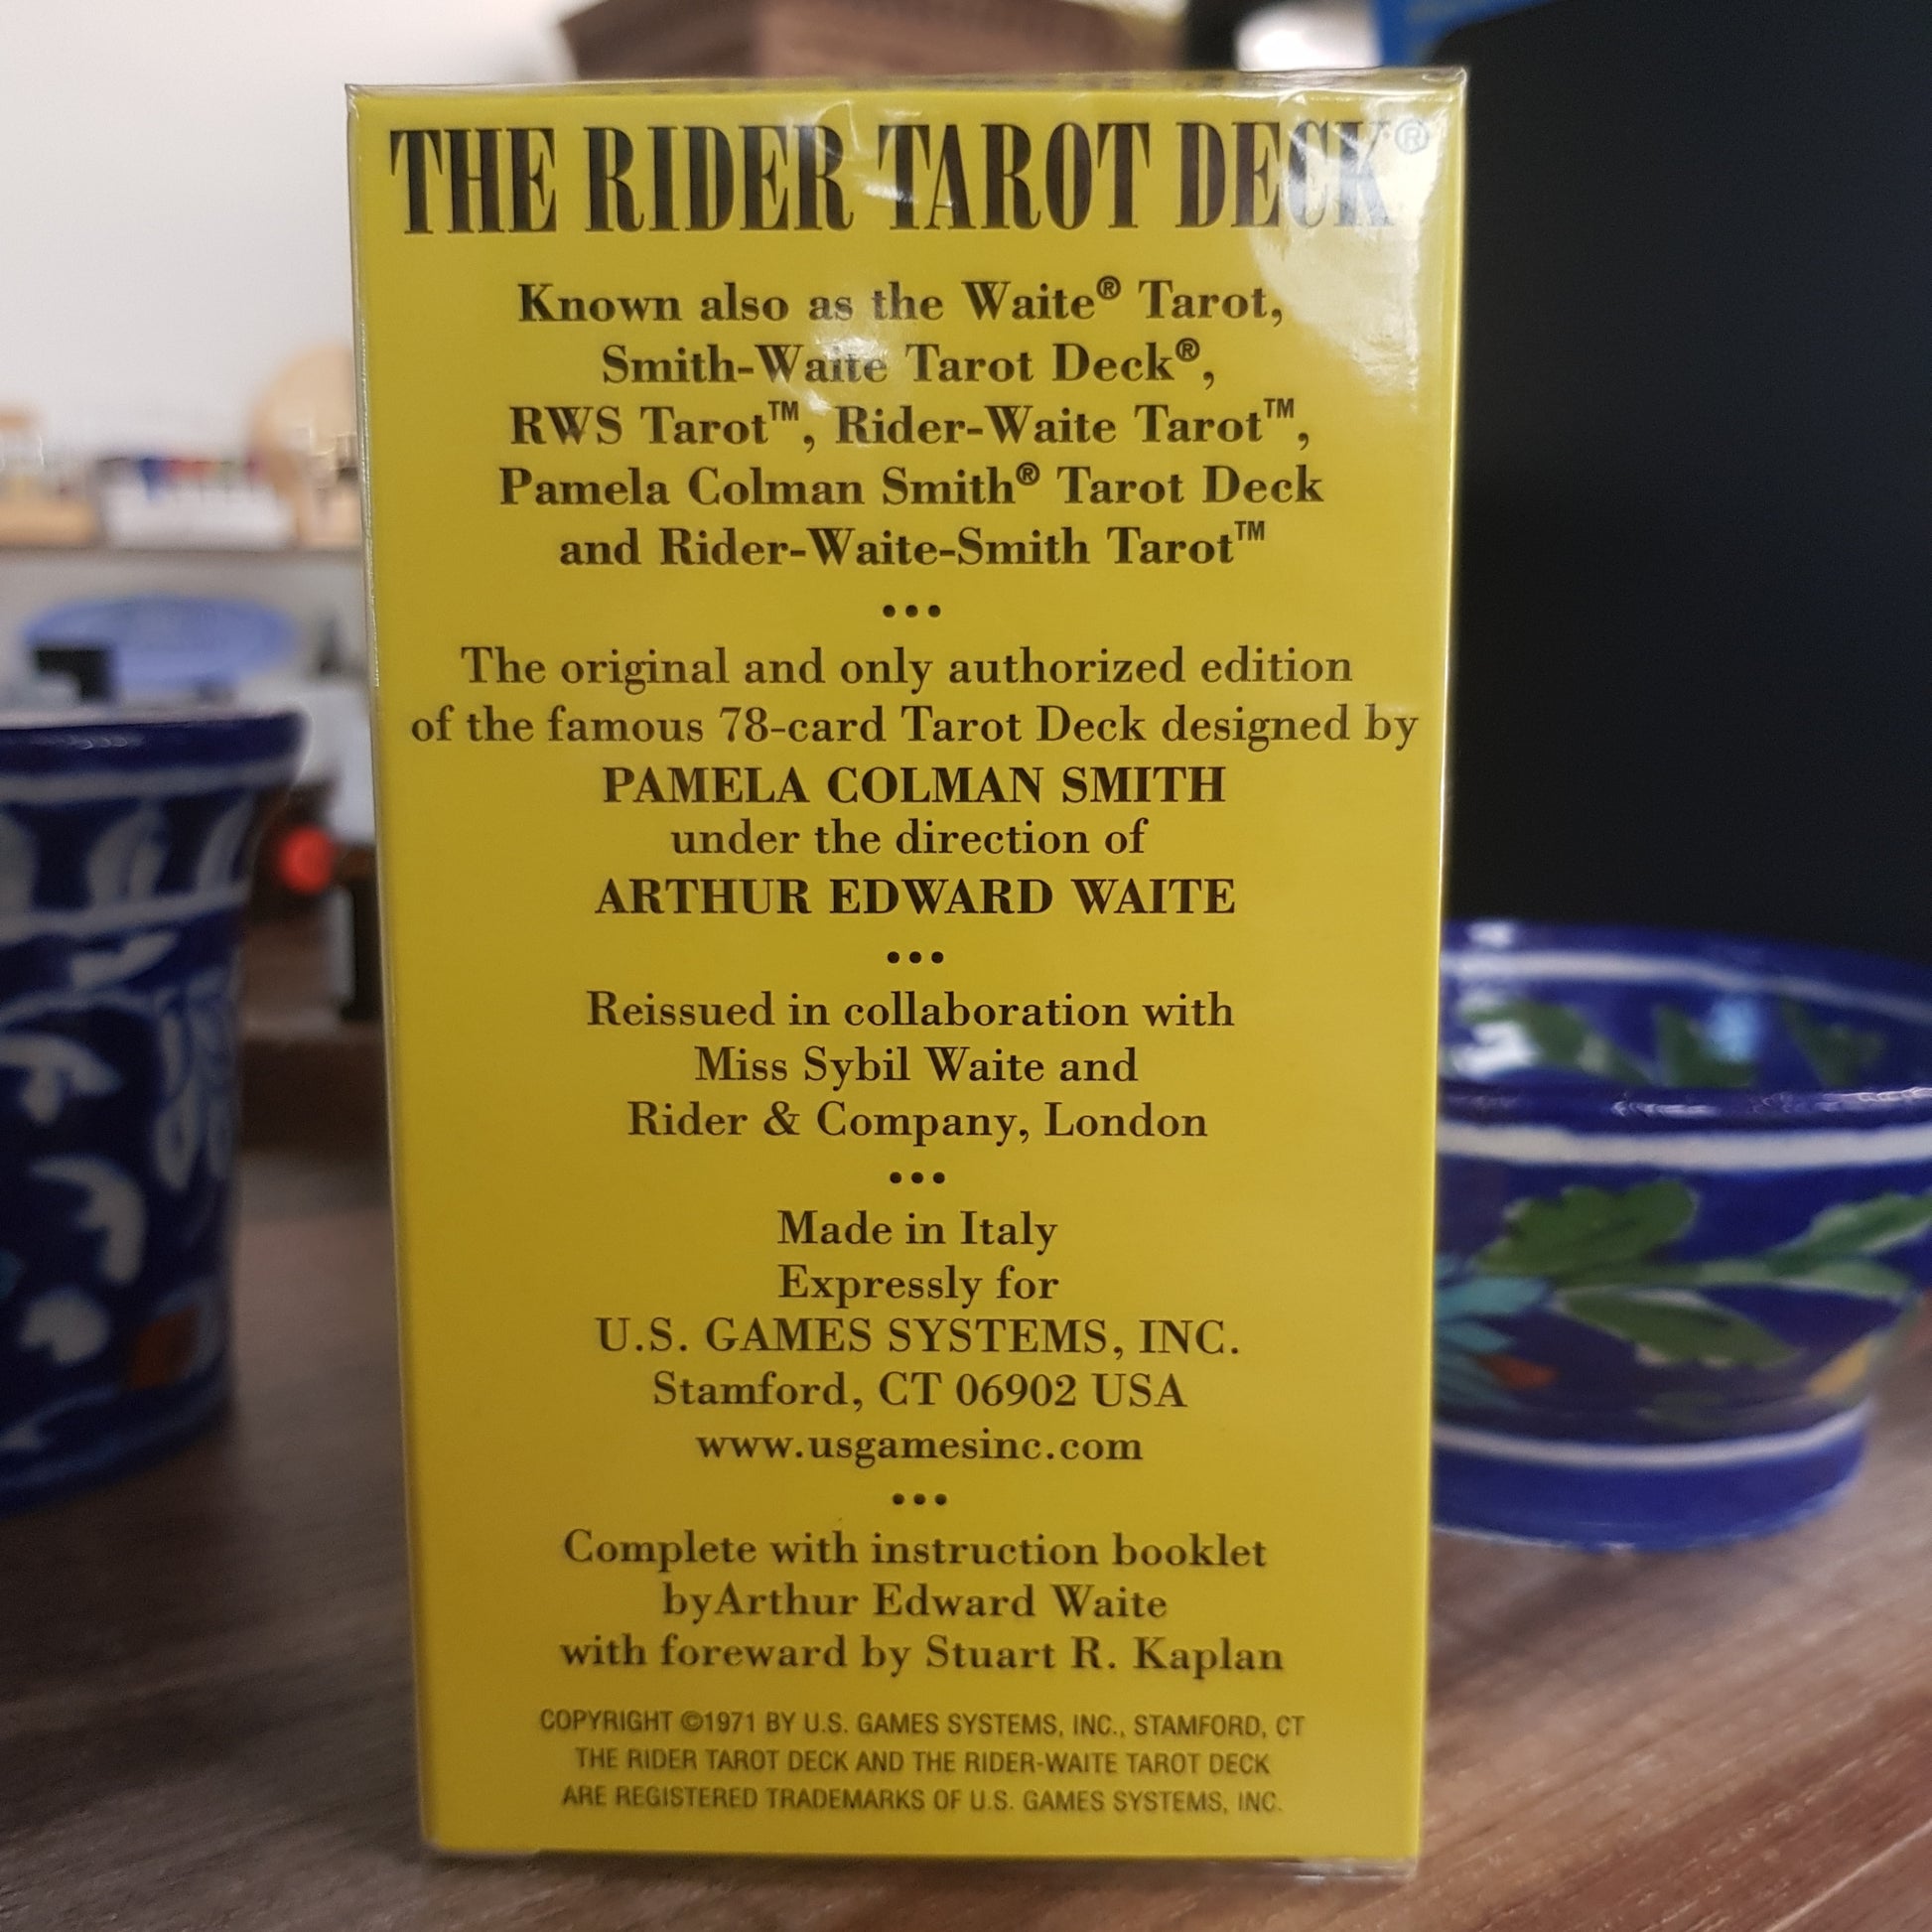 THE RIDER TAROT DECK®
Known also as the Waite® Tarot,
Smith-Waite Tarot Deck®,
RWS Tarot™, Rider-Waite Tarot™,
Pamela Colman Smith® Tarot Deck
and Rider-Waite-Smith Tarot™
•••
The original and only authorized edition
of the famous 78-card Tarot Deck designed by
PAMELA COLMAN SMITH
under the direction of
ARTHUR EDWARD WAITE
•••
Reissued in collaboration with
Miss Sybil Waite and
Rider & Company, London
•••
Made in Italy
Expressly for
U.S. GAMES SYSTEMS, INC.
Stamford, CT 06902 USA
www.usgamesinc.com
•••
Complete with instruction booklet
byArthur Edward Waite
with foreward by Stuart R. Kaplan
COPYRIGHT ©1971 BY U.S. GAMES SYSTEMS, INC., STAMFORD, CT
THE RIDER TAROT DECK AND THE RIDER-WAITE TAROT DECK
ARE REGISTERED TRADEMARKS OF U.S. GAMES SYSTEMS, INC.